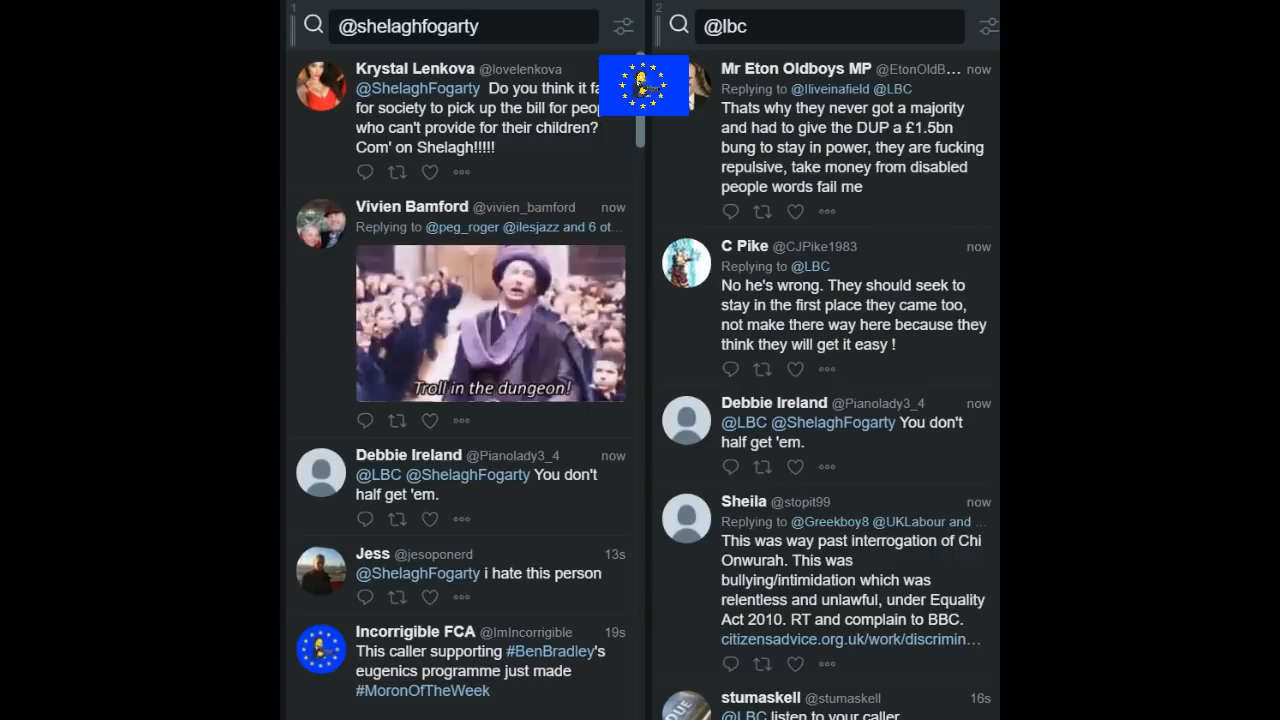 1
@shelaghfogarty
Krystal Lenkova @lovelenkova
@ShelaghFogarty Do you think it
for society to pick up the bill for
who can't provide for their children?
Com' on Shelagh!!!!!
Vivien Bamford @vivien_bamford now
Replying to @peg_roger @ilesjazz and 6 ot...
Troll in the dungeon!
Debbie Ireland @Pianolady3_4 now
@LBC @ShelaghFogarty You don't
half get 'em.
Jess @jesoponerd 13s
@ShelaghFogarty i hate this person
Incorrigible FCA @ImIncorrigible 19s
This caller supporting #BenBradley's
eugenics programme just made
#MoronOfTheWeek
2
@lbc
Mr Eton Oldboys MP @EtonOldB... now
Replying to @Iliveinafield @LBC
Thats why they never got a majority
and had to give the DUP a £1.5bn
bung to stay in power, they are fucking
repulsive, take money from disabled
people words fail me
C Pike @CJPike1983 now
Replying to @LBC
No he's wrong. They should seek to
stay in the first place they came too,
not make there way here because they
think they will get it easy !
Debbie Ireland @Pianolady3_4 now
@LBC @ShelaghFogarty You don't
half get 'em.
Sheila @stopit99 now
Replying to @Greekboy8 @UKLabour and ...
This was way past interrogation of Chi
Onwurah. This was
bullying/intimidation which was
relentless and unlawful, under Equality
Act 2010. RT and complain to BBC.
citizensadvice.org.uk/work/discrimin...
stumaskell @stumaskell 16s
@LBC listen to your caller